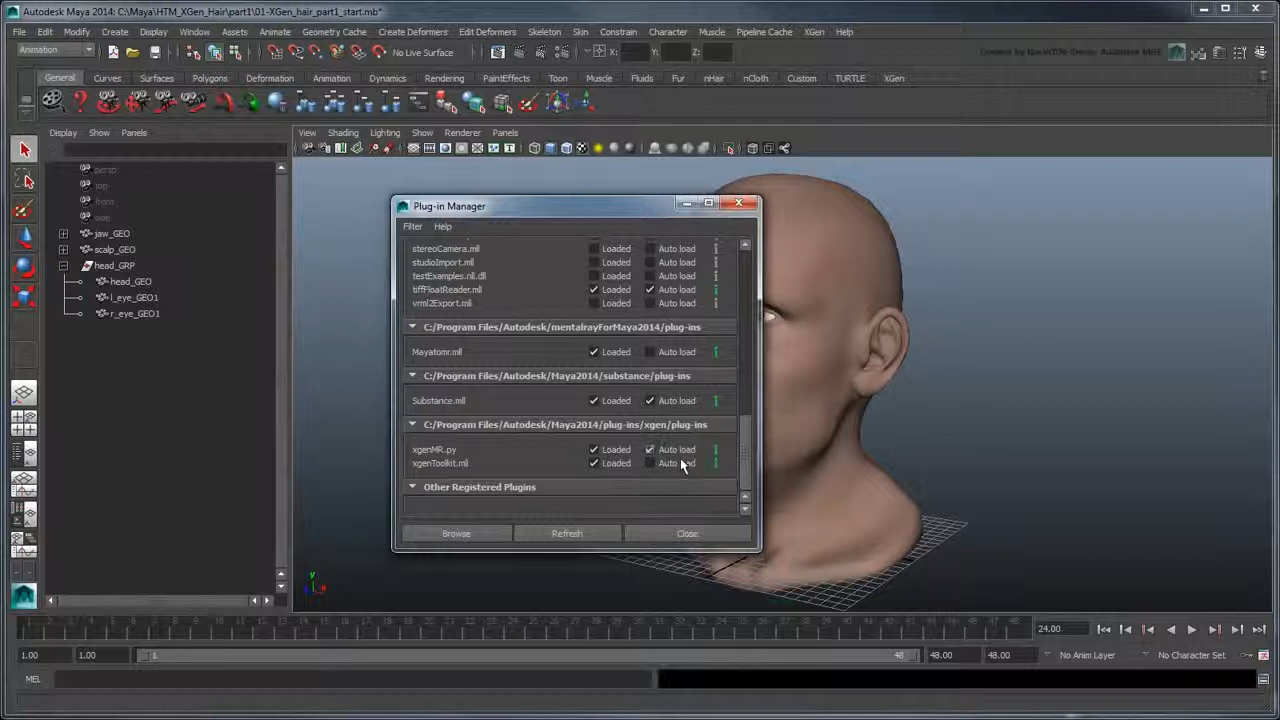 Autodesk Maya 2014: C:\Maya\HTM_XGen_Hair\part1\01-XGen_hair_part1_start.mb*
File Edit Modify Create Display Window Assets Animate Geometry Cache Create Deformers Edit Deformers Skeleton Skin Constrain Character Muscle Pipeline Cache XGen Help
Animation No Live Surface X: Y: Z:
General Curves Surfaces Polygons Deformation Animation Dynamics Rendering PaintEffects Toon Muscle Fluids Fur nHair nCloth Custom TURTLE XGen
Display Show Panels
View Shading Lighting Show Renderer Panels
persp
top
front
side
jaw_GEO
scalp_GEO
head_GRP
head_GEO
l_eye_GEO1
r_eye_GEO1
Plug-in Manager
Filter Help
stereoCamera.mll Loaded Auto load i
studioImport.mll Loaded Auto load i
testExamples.nll.dll Loaded Auto load i
tiffFloatReader.mll Loaded Auto load i
vrml2Export.mll Loaded Auto load i
C:/Program Files/Autodesk/mentalrayForMaya2014/plug-ins
Mayatomr.mll Loaded Auto load i
C:/Program Files/Autodesk/Maya2014/substance/plug-ins
Substance.mll Loaded Auto load i
C:/Program Files/Autodesk/Maya2014/plug-ins/xgen/plug-ins
xgenMR.py Loaded Auto load i
xgenToolkit.mll Loaded Auto load i
Other Registered Plugins
Browse Refresh Close
y
x
24.00
1.00 1.00 1 48 48.00 48.00 No Anim Layer No Character Set
MEL